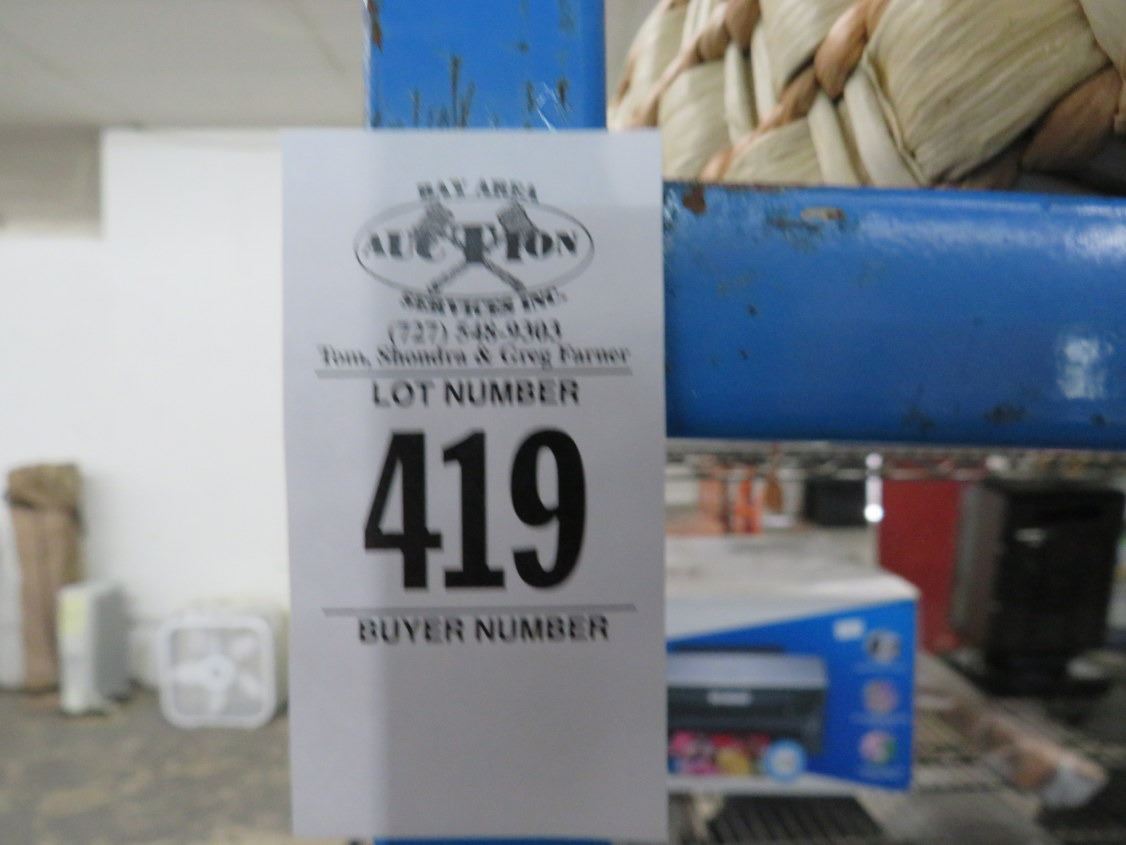 BAY AREA
AUCTION
SERVICES INC.
(727) 548-9303
Tom, Shondra & Greg Farner
LOT NUMBER
419
BUYER NUMBER